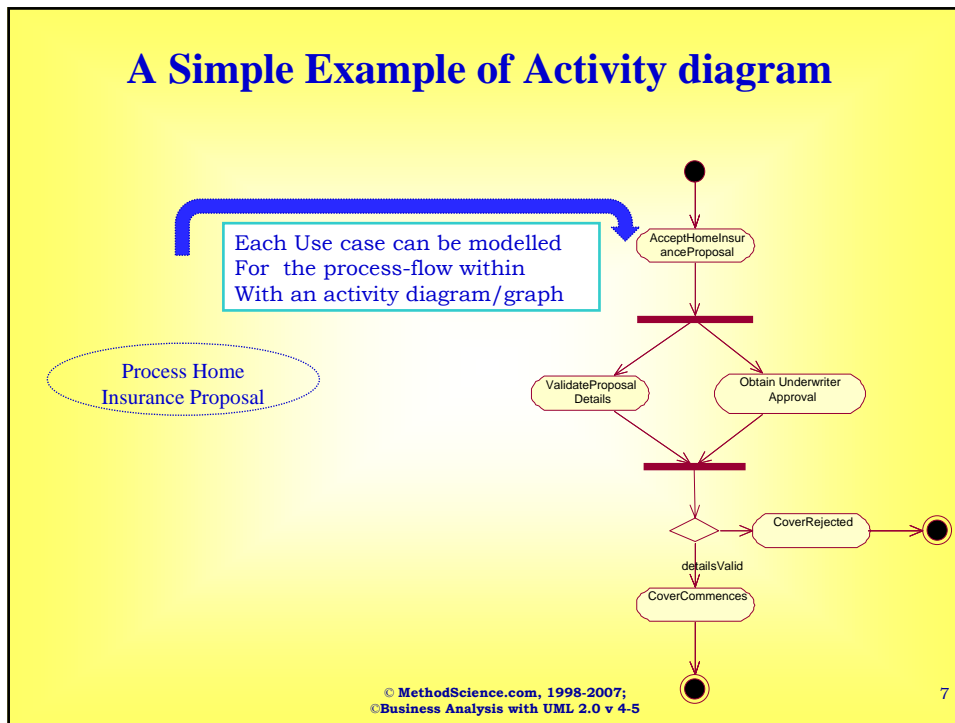 A Simple Example of Activity diagram
Each Use case can be modelled
For the process-flow within
With an activity diagram/graph
Process Home
Insurance Proposal
AcceptHomeInsur
anceProposal
ValidateProposal
Details
Obtain Underwriter
Approval
CoverRejected
detailsValid
CoverCommences
© MethodScience.com, 1998-2007;
©Business Analysis with UML 2.0 v 4-5
7